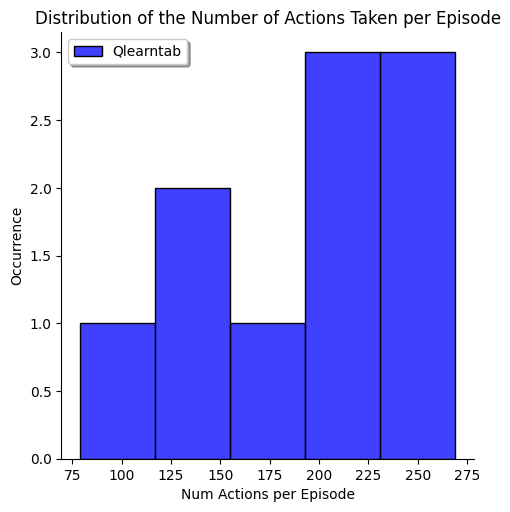 Distribution of the Number of Actions Taken per Episode
Qlearntab
3.0
2.5
2.0
1.5
1.0
0.5
0.0
Occurrence
75 100 125 150 175 200 225 250 275
Num Actions per Episode